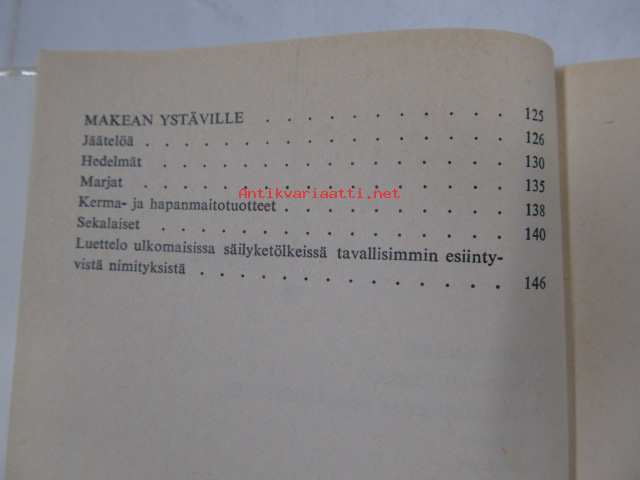 MAKEAN YSTÄVILLE . . . . . . . . . . . 125
Jäätelöä . . . . . . . . . . . . . . . . 126
Hedelmät . . . . . . . . . . . . . . . 130
Marjat . . . . . . . . . . . . . . . . 135
Antikvariaatti.net
Kerma- ja hapanmaitotuotteet . . . . . . . . . 138
Sekalaiset . . . . . . . . . . . . . . . 140
Luettelo ulkomaisissa säilyketölkeissä tavallisimmin esiinty-
vistä nimityksistä . . . . . . . . . . . . 146